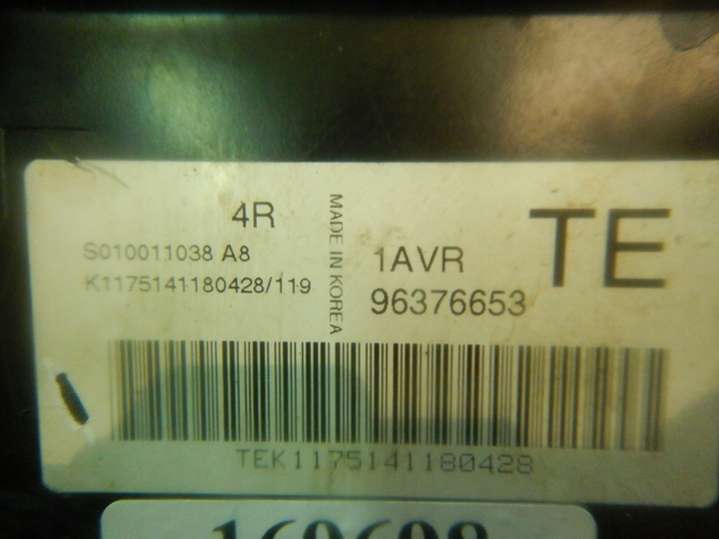 4R
S010011038 A8
K1175141180428/119
MADE IN KOREA
1AVR
96376653
TE
TEK1175141180428